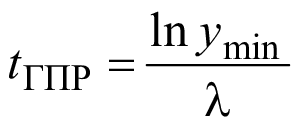 t_ГПР = ln y_min / λ